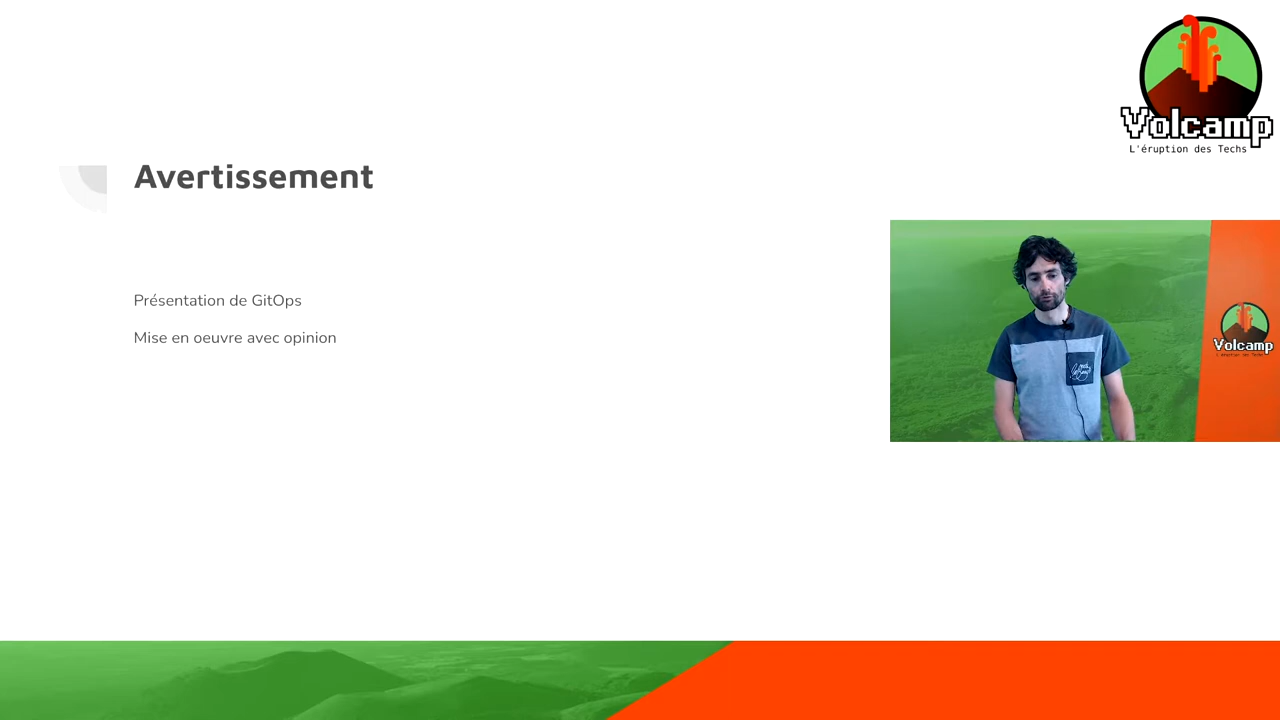 Volcamp
L'éruption des Techs
Avertissement
Présentation de GitOps
Mise en oeuvre avec opinion
Volcamp